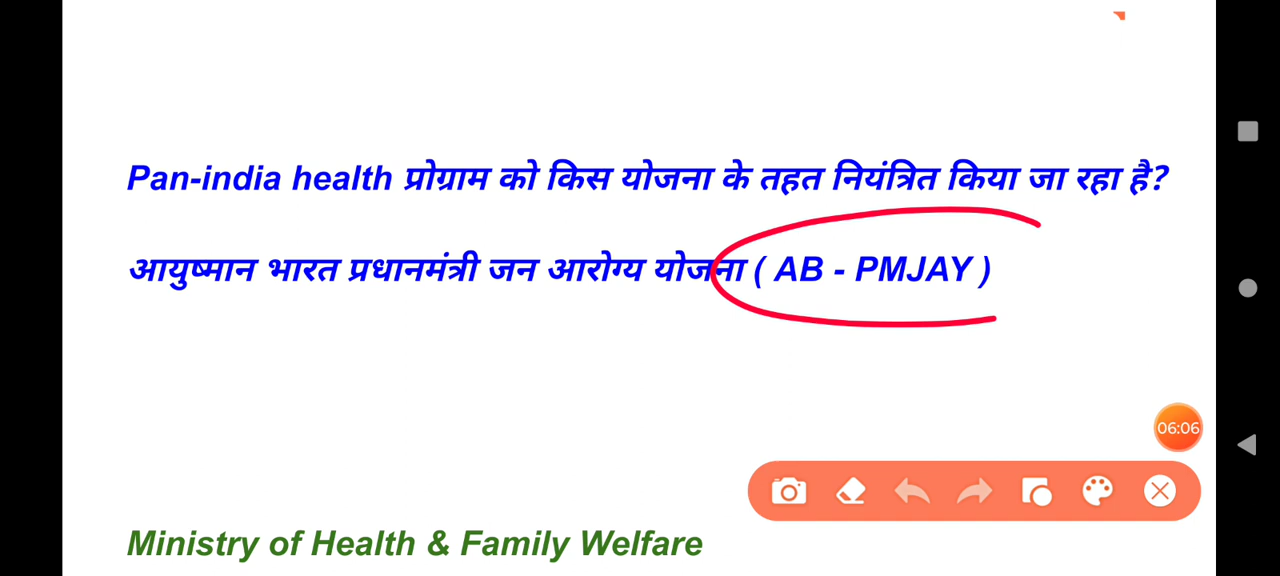 Pan-india health प्रोग्राम को किस योजना के तहत नियंत्रित किया जा रहा है?
आयुष्मान भारत प्रधानमंत्री जन आरोग्य योजना ( AB - PMJAY )
06:06
Ministry of Health & Family Welfare